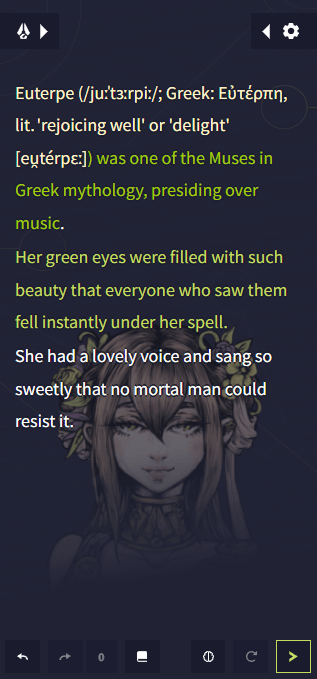 Euterpe (/juːˈtɜːrpiː/; Greek: Εὐτέρπη,
lit. 'rejoicing well' or 'delight'
[eu̯térpɛː]) was one of the Muses in
Greek mythology, presiding over
music.
Her green eyes were filled with such
beauty that everyone who saw them
fell instantly under her spell.
She had a lovely voice and sang so
sweetly that no mortal man could
resist it.
0